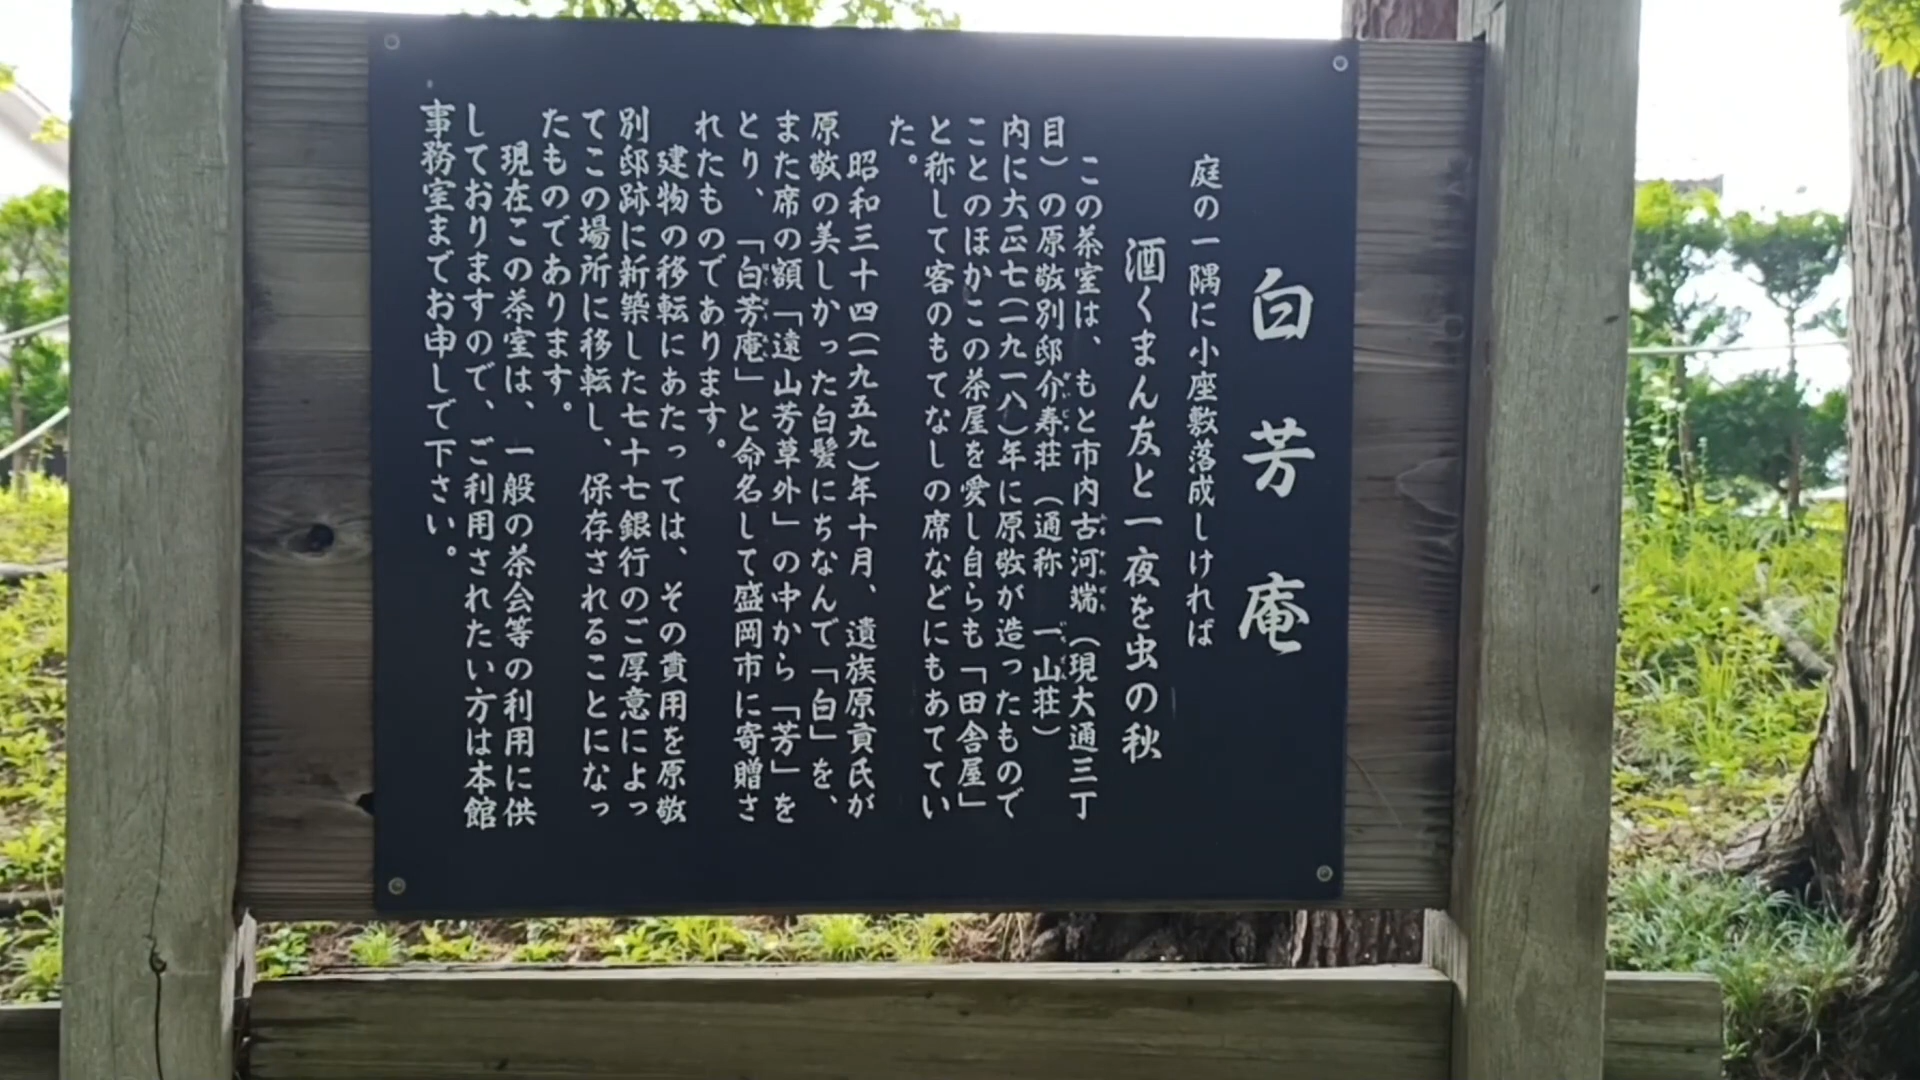 白芳庵
庭の一隅に小座敷落成しければ
酒くまん友と一夜を虫の秋
この茶室は、もと市内古河端（現大通三丁
目）の原敬別邸介寿荘（通称　一山荘）
内に大正七(一九一八)年に原敬が造ったもので
ことのほかこの茶屋を愛し自らも「田舎屋」
と称して客のもてなしの席などにもあててい
た。
昭和三十四(一九五九)年十月、遺族原貢氏が
原敬の美しかった白髪にちなんで「白」を、
また席の額「遠山芳草外」の中から「芳」を
とり、「白芳庵」と命名して盛岡市に寄贈さ
れたものであります。
建物の移転にあたっては、その費用を原敬
別邸跡に新築した七十七銀行のご厚意によっ
てこの場所に移転し、保存されることになっ
たものであります。
現在この茶室は、一般の茶会等の利用に供
しておりますので、ご利用されたい方は本館
事務室までお申しで下さい。